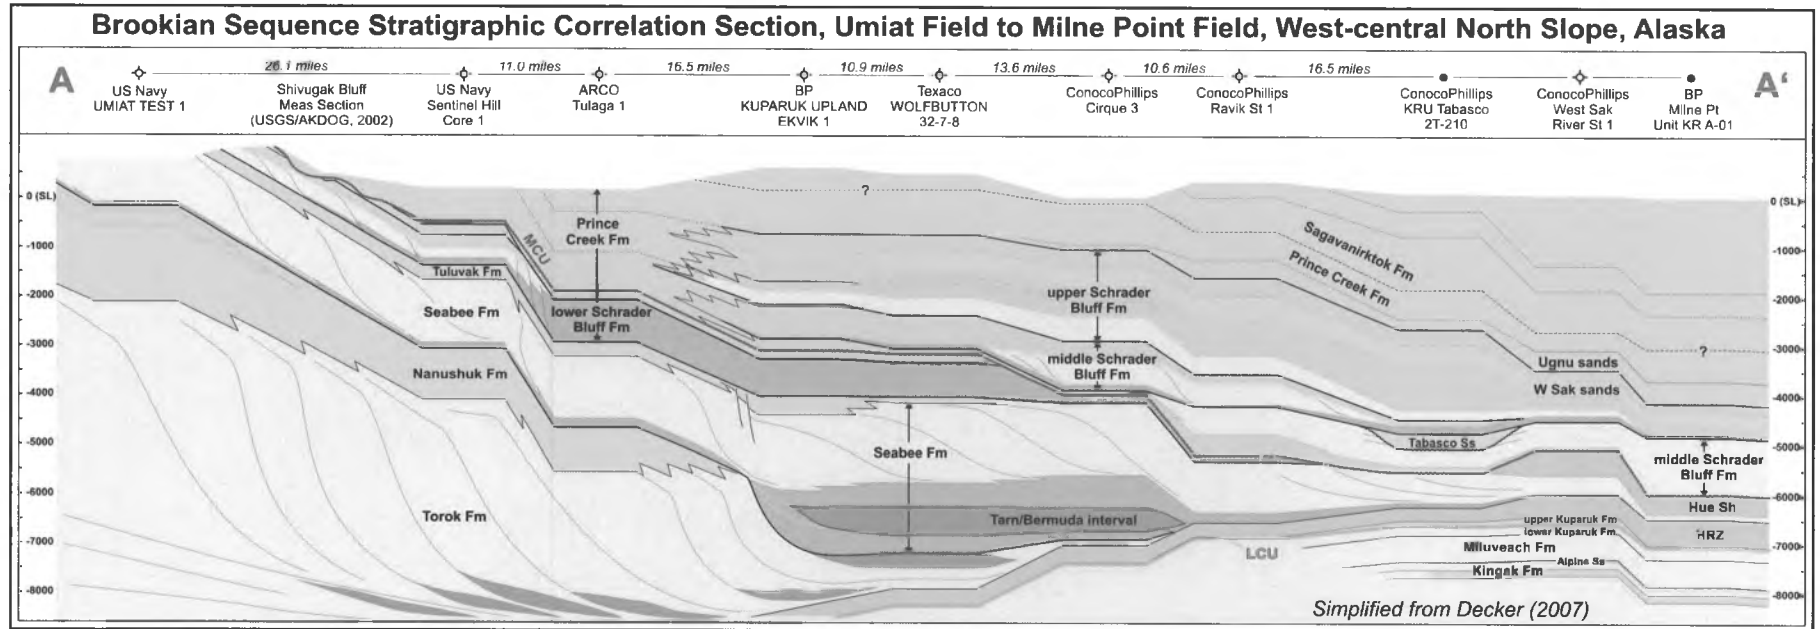 Brookian Sequence Stratigraphic Correlation Section, Umiat Field to Milne Point Field, West-central North Slope, Alaska
A
A'
26.1 miles
11.0 miles
16.5 miles
10.9 miles
13.6 miles
10.6 miles
16.5 miles
US Navy
UMIAT TEST 1
Shivugak Bluff
Meas Section
(USGS/AKDOG, 2002)
US Navy
Sentinel Hill
Core 1
ARCO
Tulaga 1
BP
KUPARUK UPLAND
EKVIK 1
Texaco
WOLFBUTTON
32-7-8
ConocoPhillips
Cirque 3
ConocoPhillips
Ravik St 1
ConocoPhillips
KRU Tabasco
2T-210
ConocoPhillips
West Sak
River St 1
BP
Milne Pt
Unit KR A-01
0 (SL)
-1000
-2000
-3000
-4000
-5000
-6000
-7000
-8000
0 (SL)
-1000
-2000
-3000
-4000
-5000
-6000
-7000
-8000
?
Prince
Creek Fm
MCU
Tuluvak Fm
Seabee Fm
lower Schrader
Bluff Fm
Nanushuk Fm
Torok Fm
upper Schrader
Bluff Fm
middle Schrader
Bluff Fm
Seabee Fm
Tarn/Bermuda interval
Sagavanirktok Fm
Prince Creek Fm
?
Ugnu sands
W Sak sands
Tabasco Ss
middle Schrader
Bluff Fm
Hue Sh
HRZ
upper Kuparuk Fm
lower Kuparuk Fm
LCU
Miluveach Fm
Alpine Ss
Kingak Fm
Simplified from Decker (2007)